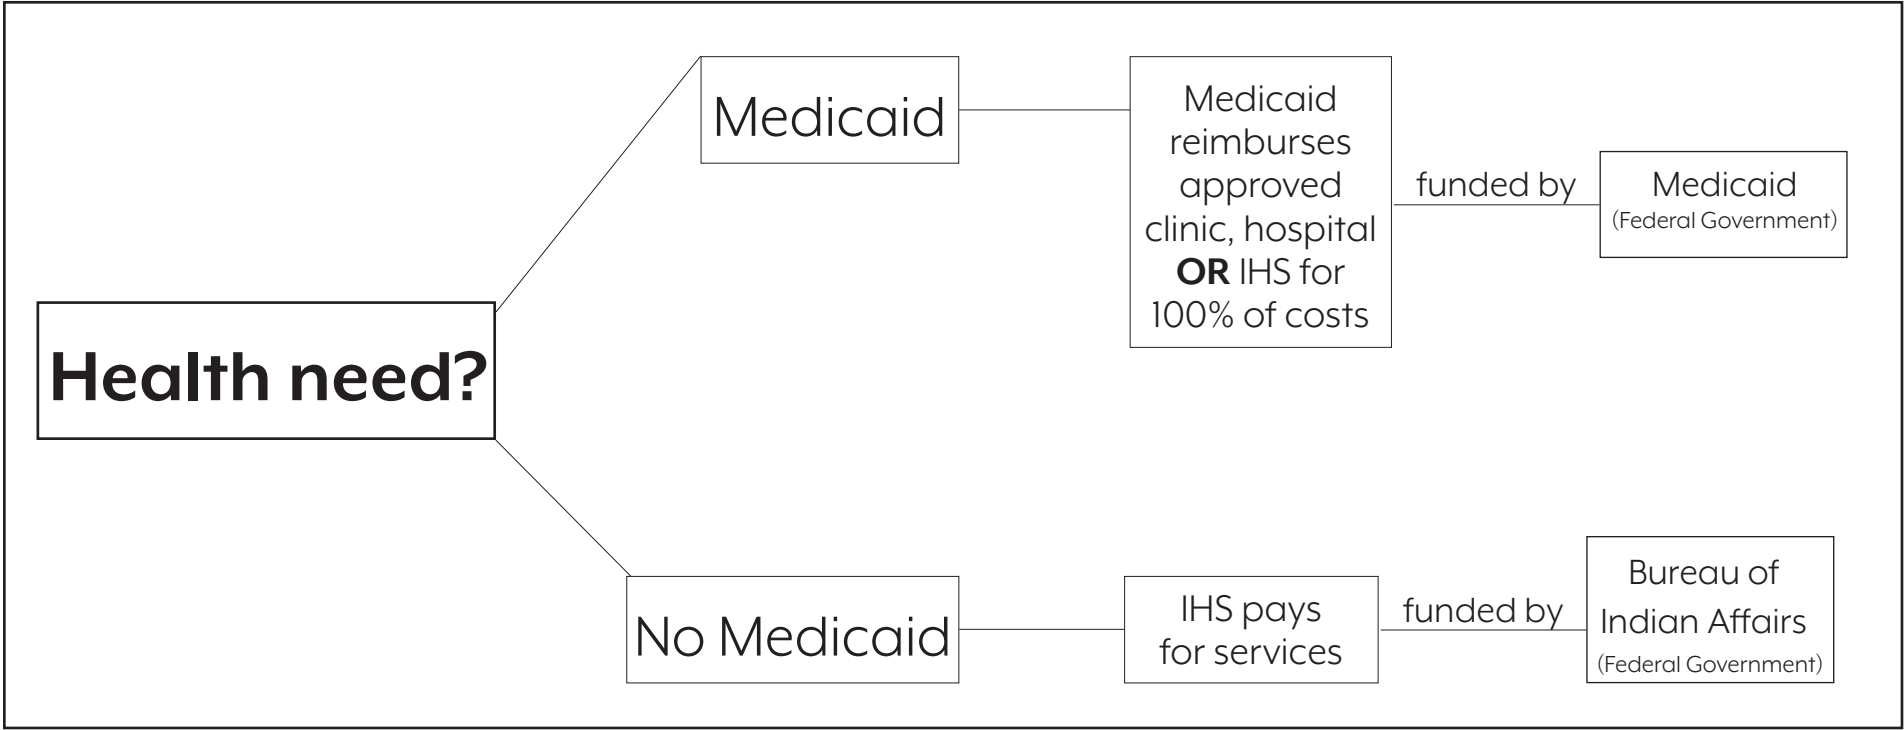 Health need?
Medicaid
Medicaid
reimburses
approved
clinic, hospital
OR IHS for
100% of costs
funded by
Medicaid
(Federal Government)
No Medicaid
IHS pays
for services
funded by
Bureau of
Indian Affairs
(Federal Government)